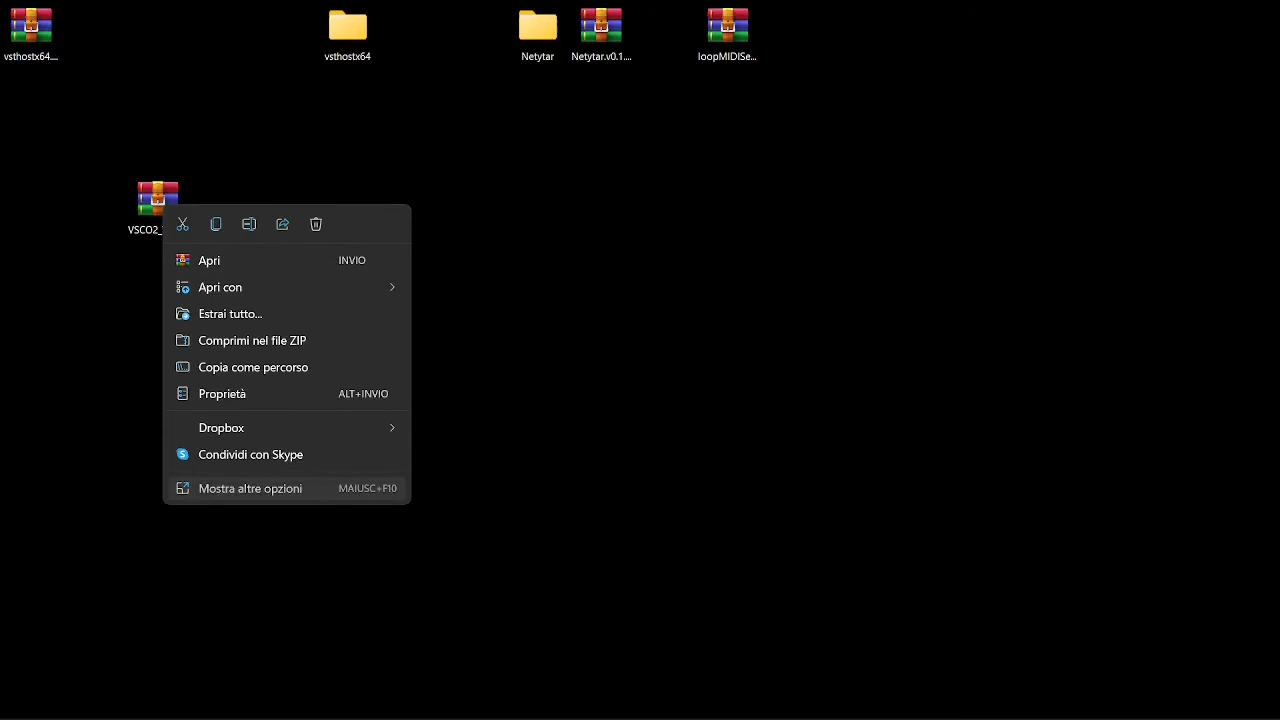 vsthostx64....
vsthostx64
Netytar
Netytar.v0.1....
loopMIDISe...
VSCO2_
Apri INVIO
Apri con
Estrai tutto...
Comprimi nel file ZIP
Copia come percorso
Proprietà ALT+INVIO
Dropbox
Condividi con Skype
Mostra altre opzioni MAIUSC+F10